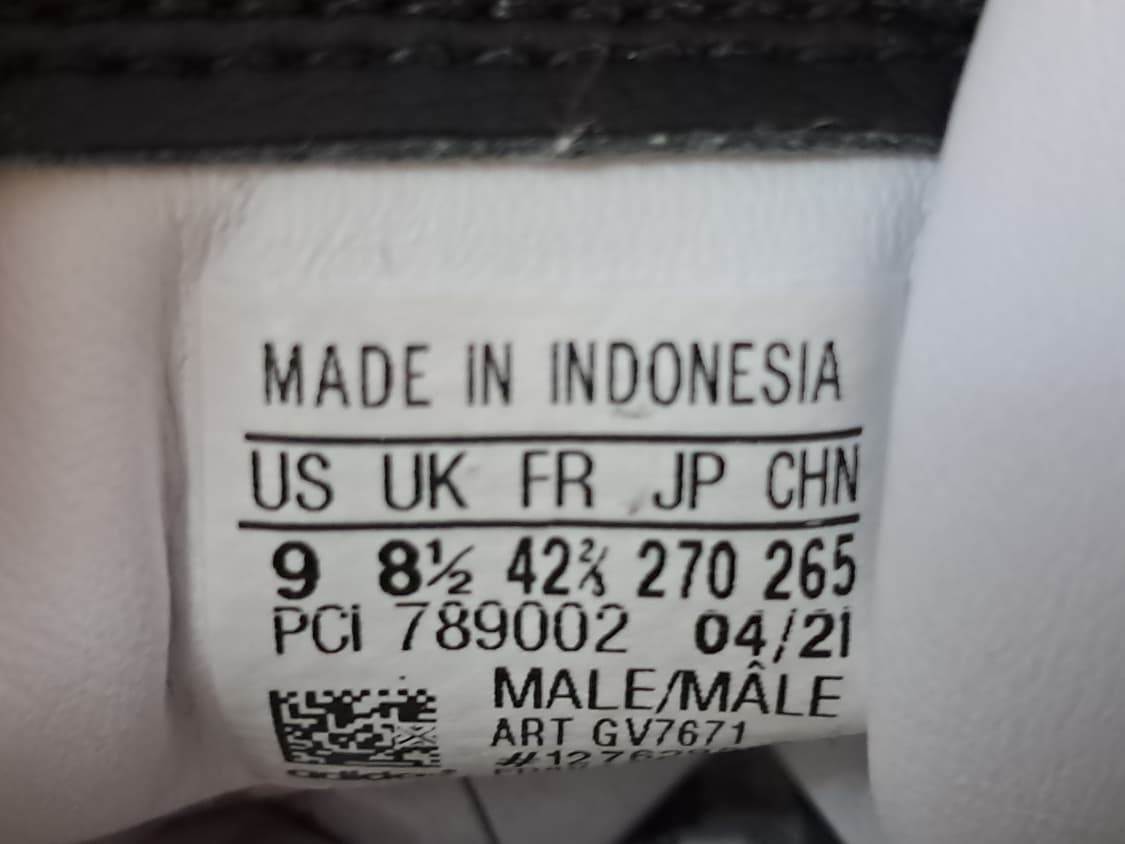 MADE IN INDONESIA
US UK FR JP CHN
9 8½ 42⅔ 270 265
PCI 789002 04/21
MALE/MÂLE
ART GV7671
adidas